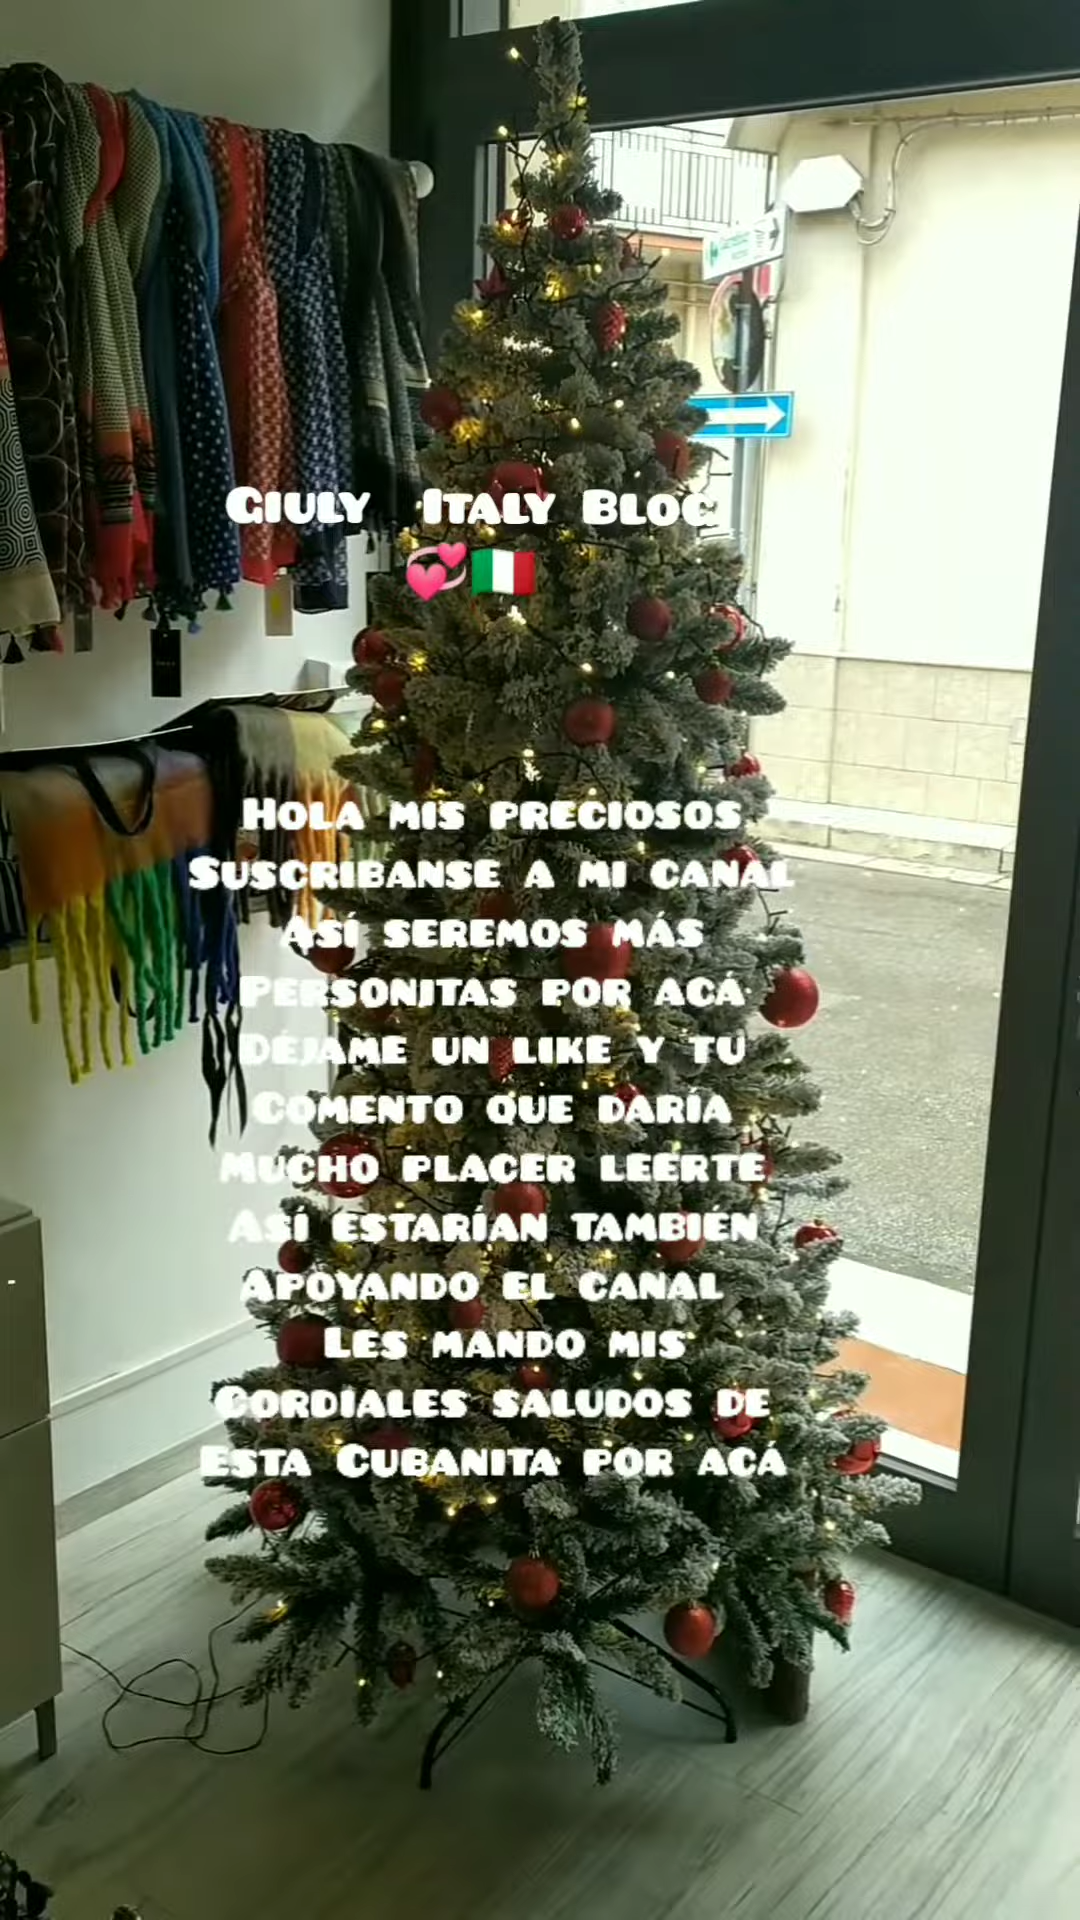 Giuly Italy Blog
💞🇮🇹
Hola mis preciosos
Suscribanse a mi canal
Así seremos más
Personitas por acá
Déjame un like y tu
Comento que daría
Mucho placer leerte
Así estarían también
Apoyando el canal
Les mando mis
Cordiales saludos de
Esta Cubanita por acá